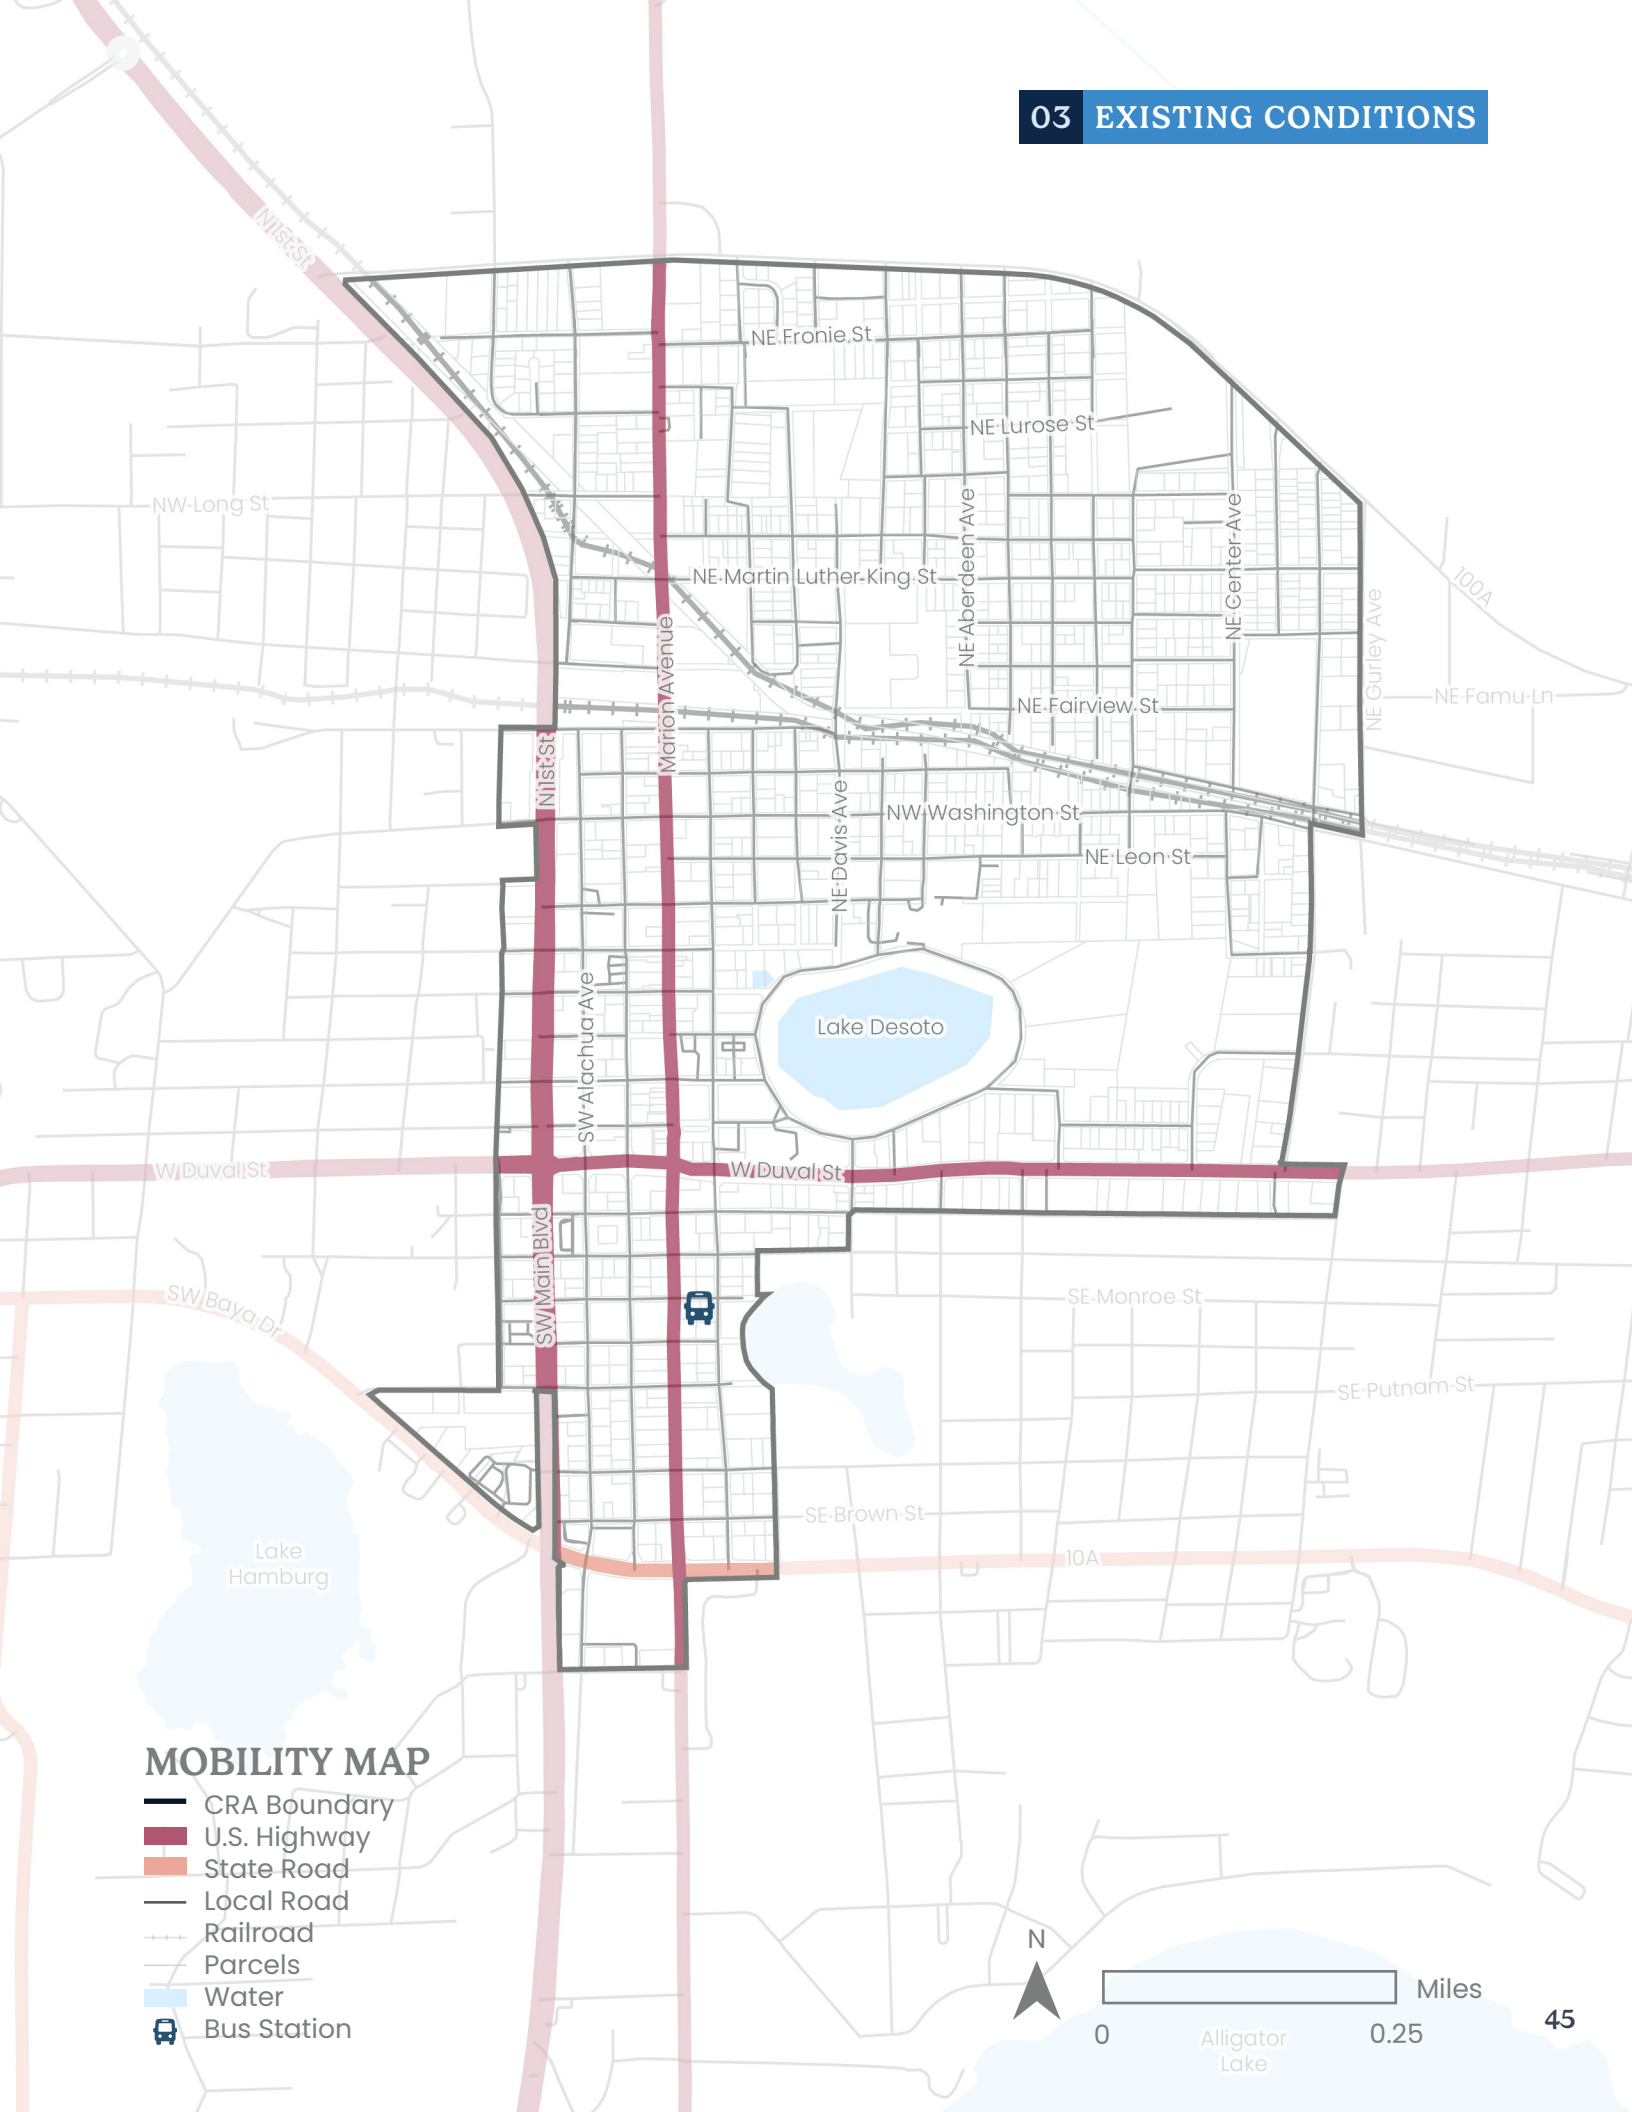 03 EXISTING CONDITIONS
N 1st St
NE Fronie St
NE Lurose St
NW Long St
NE Aberdeen Ave
NE Center Ave
NE Martin Luther King St
100A
NE Gurley Ave
Marion Avenue
NE Famu Ln
NE Fairview St
N 1st St
NE Davis Ave
NW Washington St
NE Leon St
SW Alachua Ave
Lake Desoto
W Duval St
W Duval St
SW Main Blvd
SW Baya Dr
SE Monroe St
SE Putnam St
SE Brown St
10A
Lake
Hamburg
MOBILITY MAP
CRA Boundary
U.S. Highway
State Road
Local Road
Railroad
Parcels
Water
Bus Station
N
Miles
0
0.25
Alligator
Lake
45